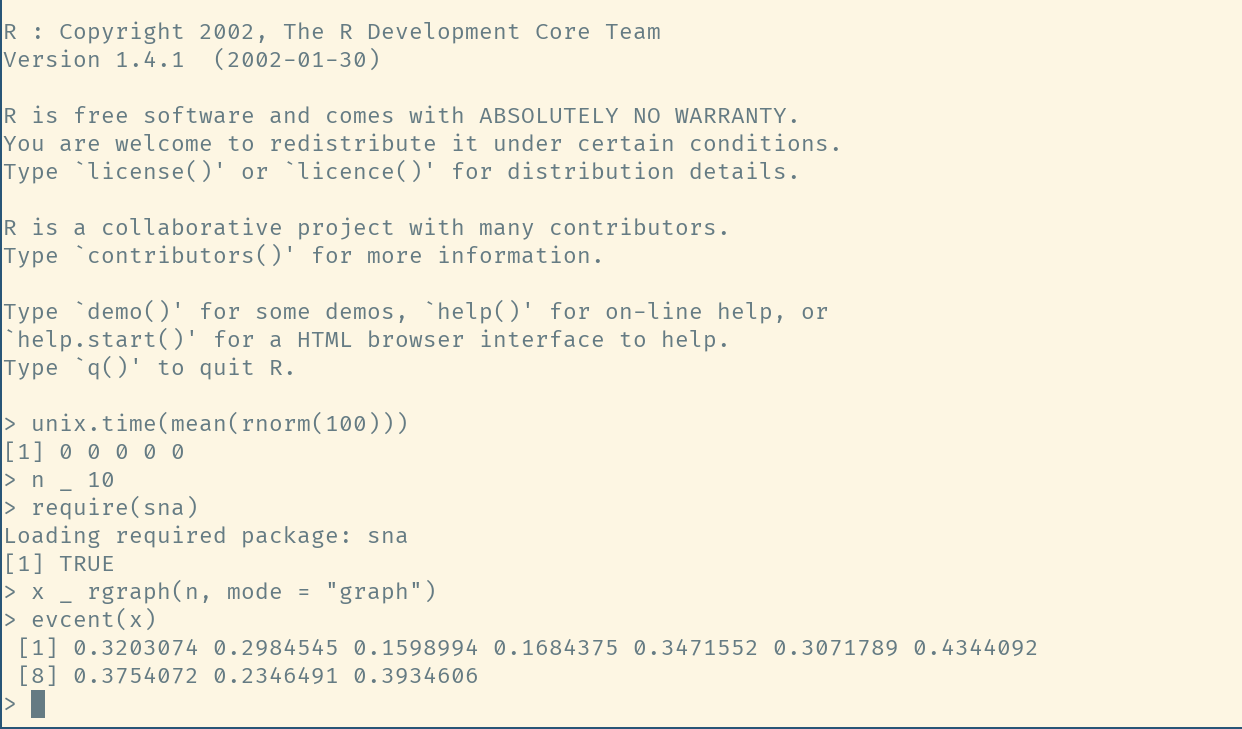 R : Copyright 2002, The R Development Core Team
Version 1.4.1  (2002-01-30)

R is free software and comes with ABSOLUTELY NO WARRANTY.
You are welcome to redistribute it under certain conditions.
Type `license()' or `licence()' for distribution details.

R is a collaborative project with many contributors.
Type `contributors()' for more information.

Type `demo()' for some demos, `help()' for on-line help, or
`help.start()' for a HTML browser interface to help.
Type `q()' to quit R.

> unix.time(mean(rnorm(100)))
[1] 0 0 0 0 0
> n _ 10
> require(sna)
Loading required package: sna
[1] TRUE
> x _ rgraph(n, mode = "graph")
> evcent(x)
 [1] 0.3203074 0.2984545 0.1598994 0.1684375 0.3471552 0.3071789 0.4344092
 [8] 0.3754072 0.2346491 0.3934606
>